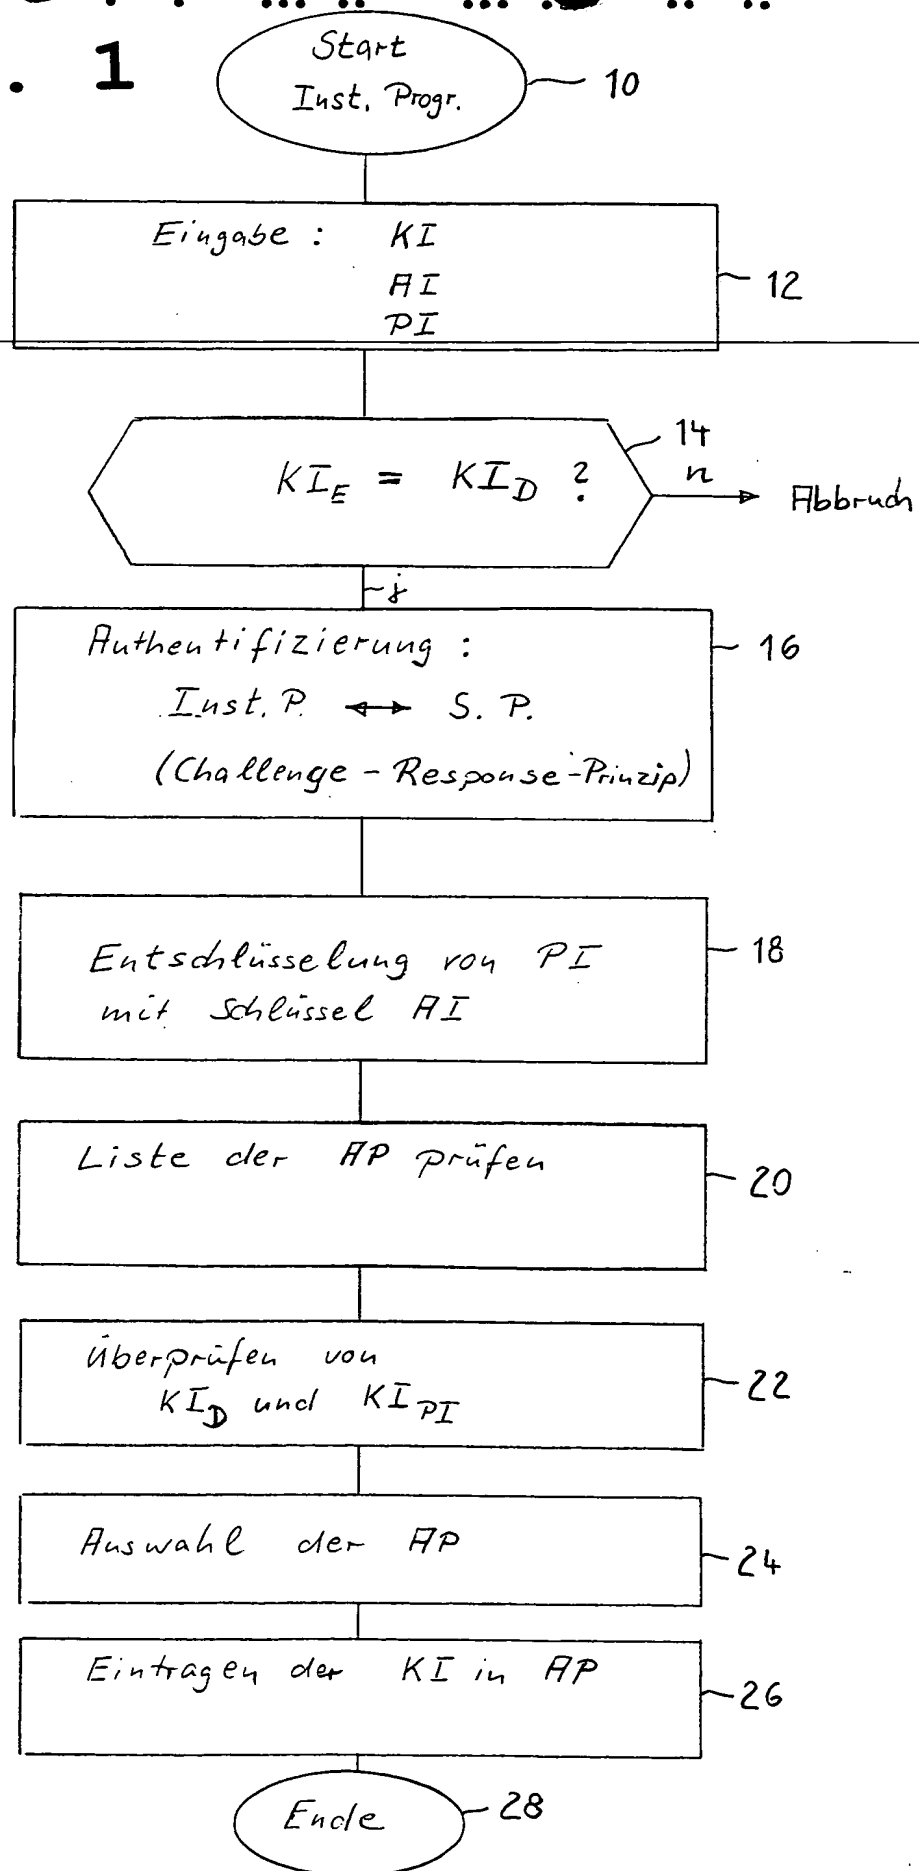 . 1
Start
Inst. Progr.
10
Eingabe : KI
AI
PI
12
14
KI_E = KI_D ?
n
Abbruch
j
Authentifizierung :
16
Inst. P. ↔ S. P.
(Challenge-Response-Prinzip)
Entschlüsselung von PI
18
mit Schlüssel AI
Liste der AP prüfen
20
Überprüfen von
KI_D und KI_PI
22
Auswahl der AP
24
Eintragen der KI in AP
26
Ende
28